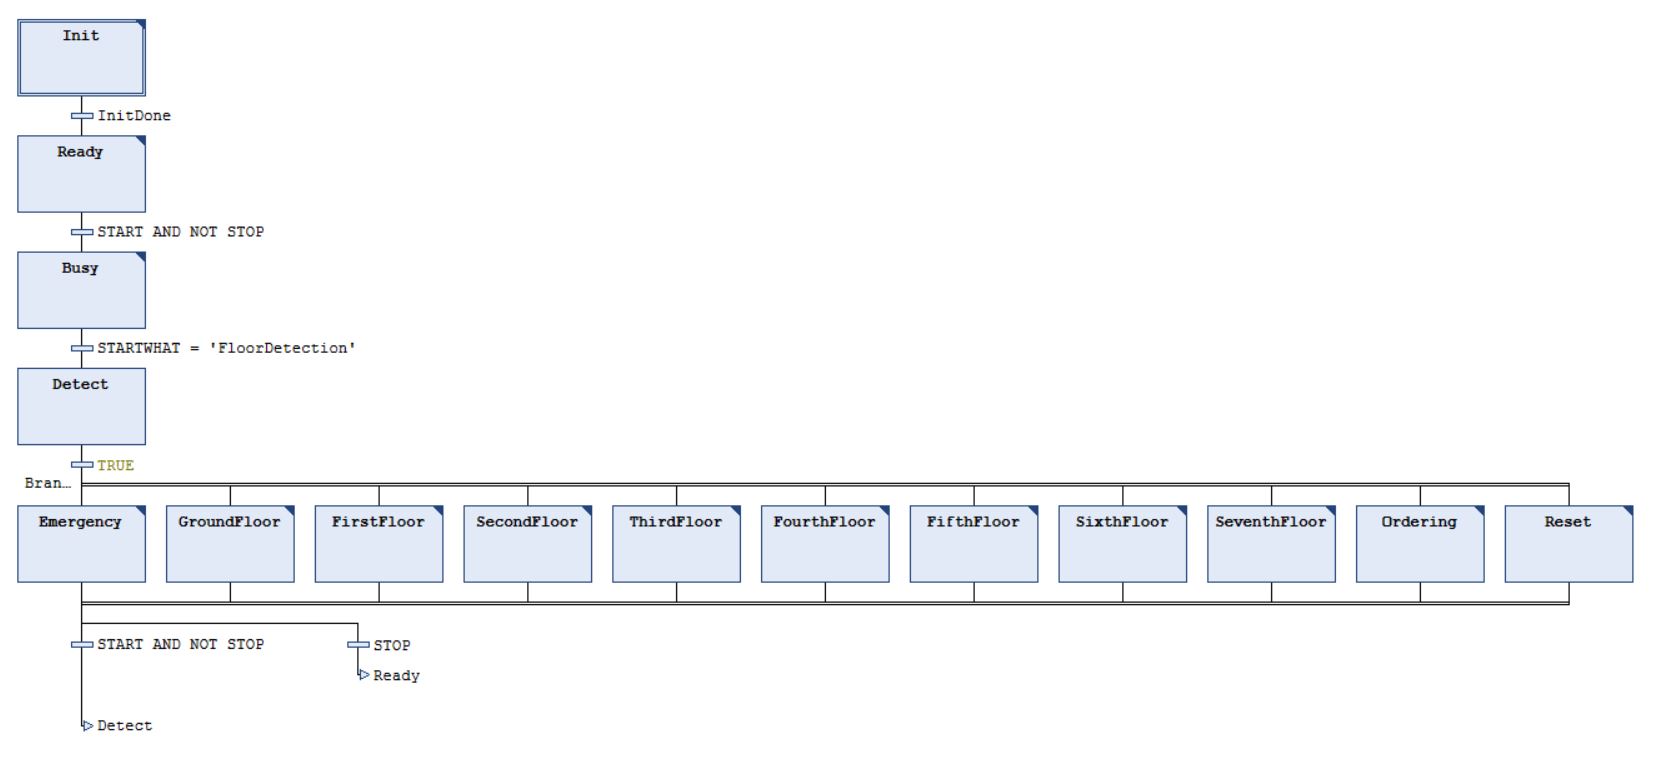 Init
InitDone
Ready
START AND NOT STOP
Busy
STARTWHAT = 'FloorDetection'
Detect
TRUE
Bran...
Emergency
GroundFloor
FirstFloor
SecondFloor
ThirdFloor
FourthFloor
FifthFloor
SixthFloor
SeventhFloor
Ordering
Reset
START AND NOT STOP
STOP
Ready
Detect